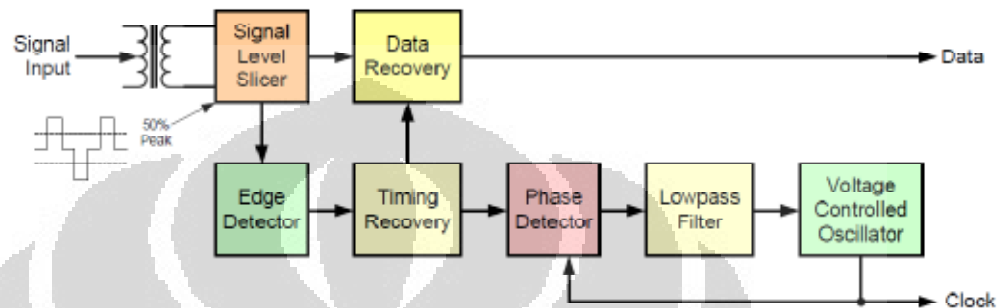 Signal
Input
Signal
Level
Slicer
Data
Recovery
Data
50%
Peak
Edge
Detector
Timing
Recovery
Phase
Detector
Lowpass
Filter
Voltage
Controlled
Oscillator
Clock